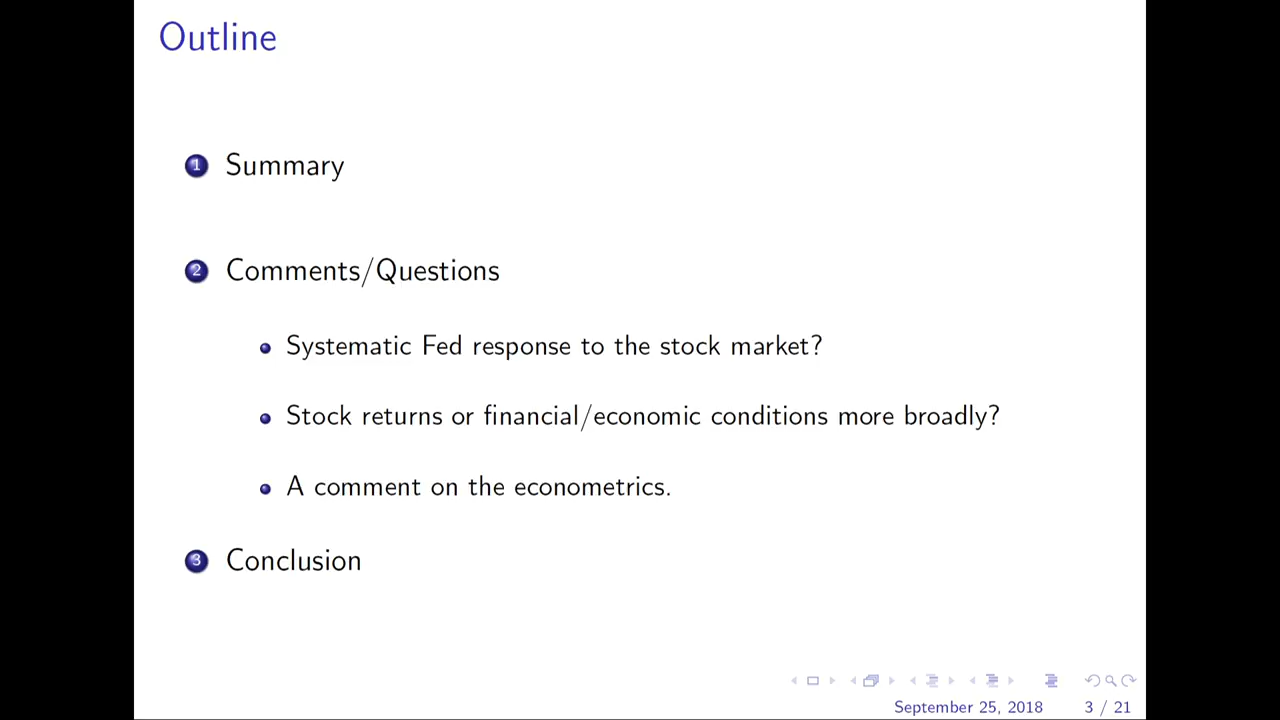 Outline
1 Summary
2 Comments/Questions
Systematic Fed response to the stock market?
Stock returns or financial/economic conditions more broadly?
A comment on the econometrics.
3 Conclusion
September 25, 2018 3 / 21